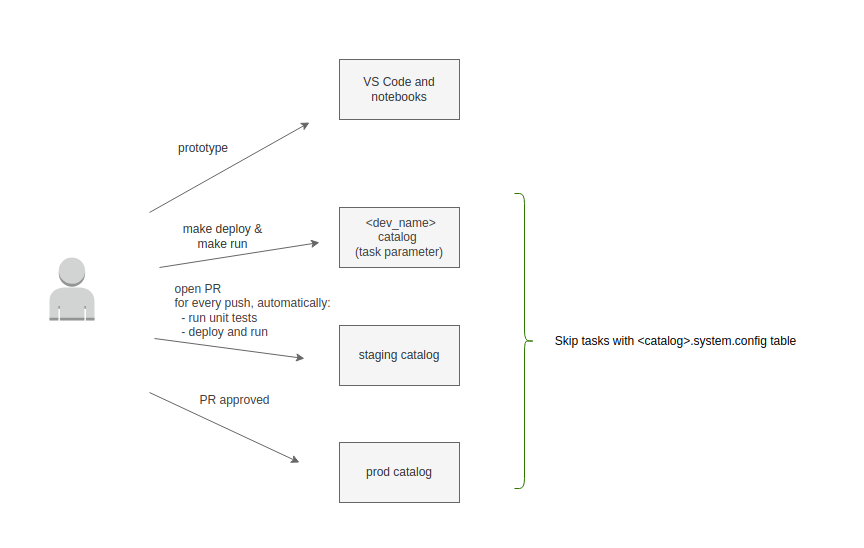 VS Code and
notebooks
prototype
make deploy &
make run
<dev_name>
catalog
(task parameter)
open PR
for every push, automatically:
- run unit tests
- deploy and run
staging catalog
Skip tasks with <catalog>.system.config table
PR approved
prod catalog